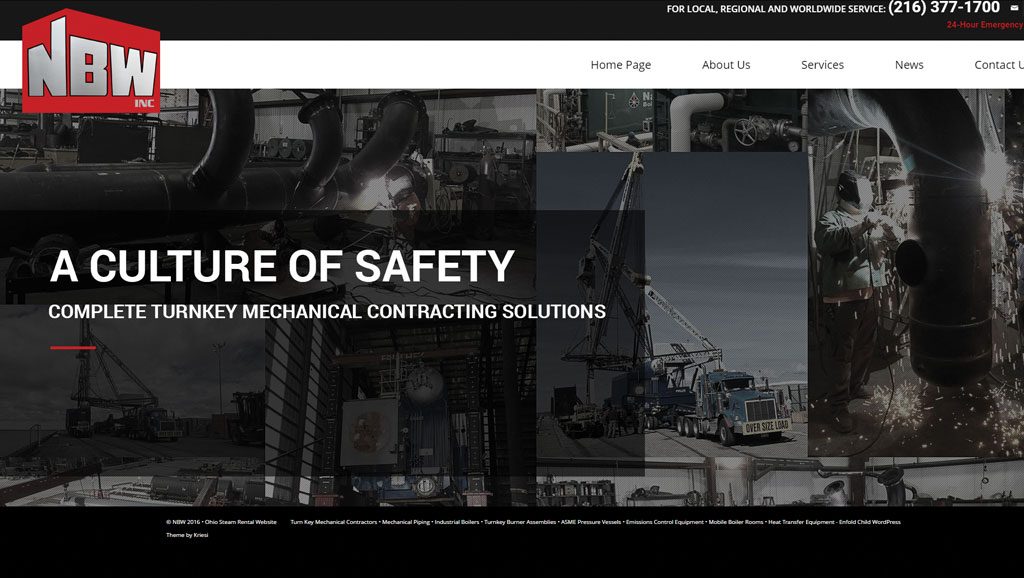 FOR LOCAL, REGIONAL AND WORLDWIDE SERVICE: (216) 377-1700
24-Hour Emergency
NBW
INC
Home Page About Us Services News Contact U
A CULTURE OF SAFETY
COMPLETE TURNKEY MECHANICAL CONTRACTING SOLUTIONS
OVER SIZE LOAD
© NBW 2016 • Ohio Steam Rental Website Turn Key Mechanical Contractors • Mechanical Piping • Industrial Boilers • Turnkey Burner Assemblies • ASME Pressure Vessels • Emissions Control Equipment • Mobile Boiler Rooms • Heat Transfer Equipment - Enfold Child WordPress
Theme by Kriesi